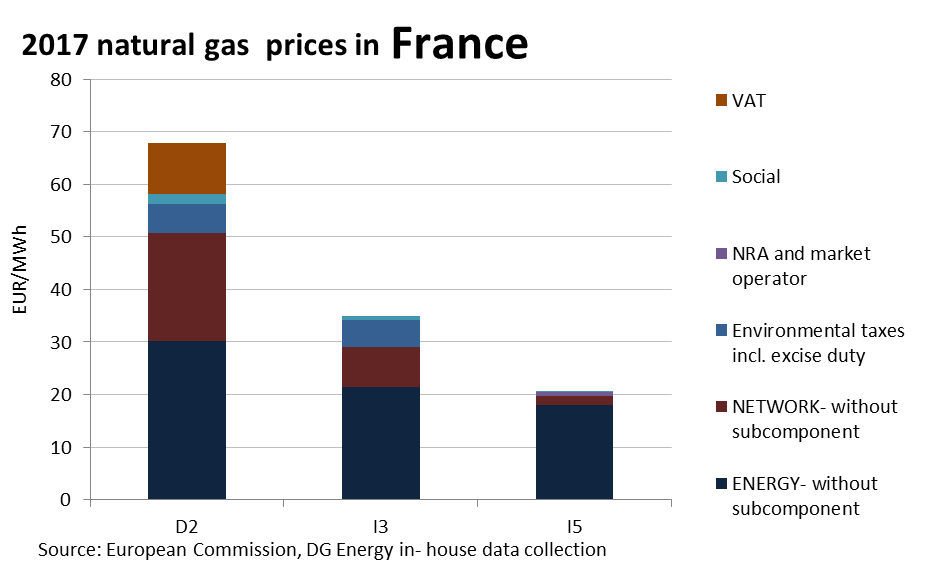 2017 natural gas  prices in France
80
70
60
50
40
30
20
10
0
EUR/MWh
D2
I3
I5
VAT
Social
NRA and market
operator
Environmental taxes
incl. excise duty
NETWORK- without
subcomponent
ENERGY- without
subcomponent
Source: European Commission, DG Energy in- house data collection